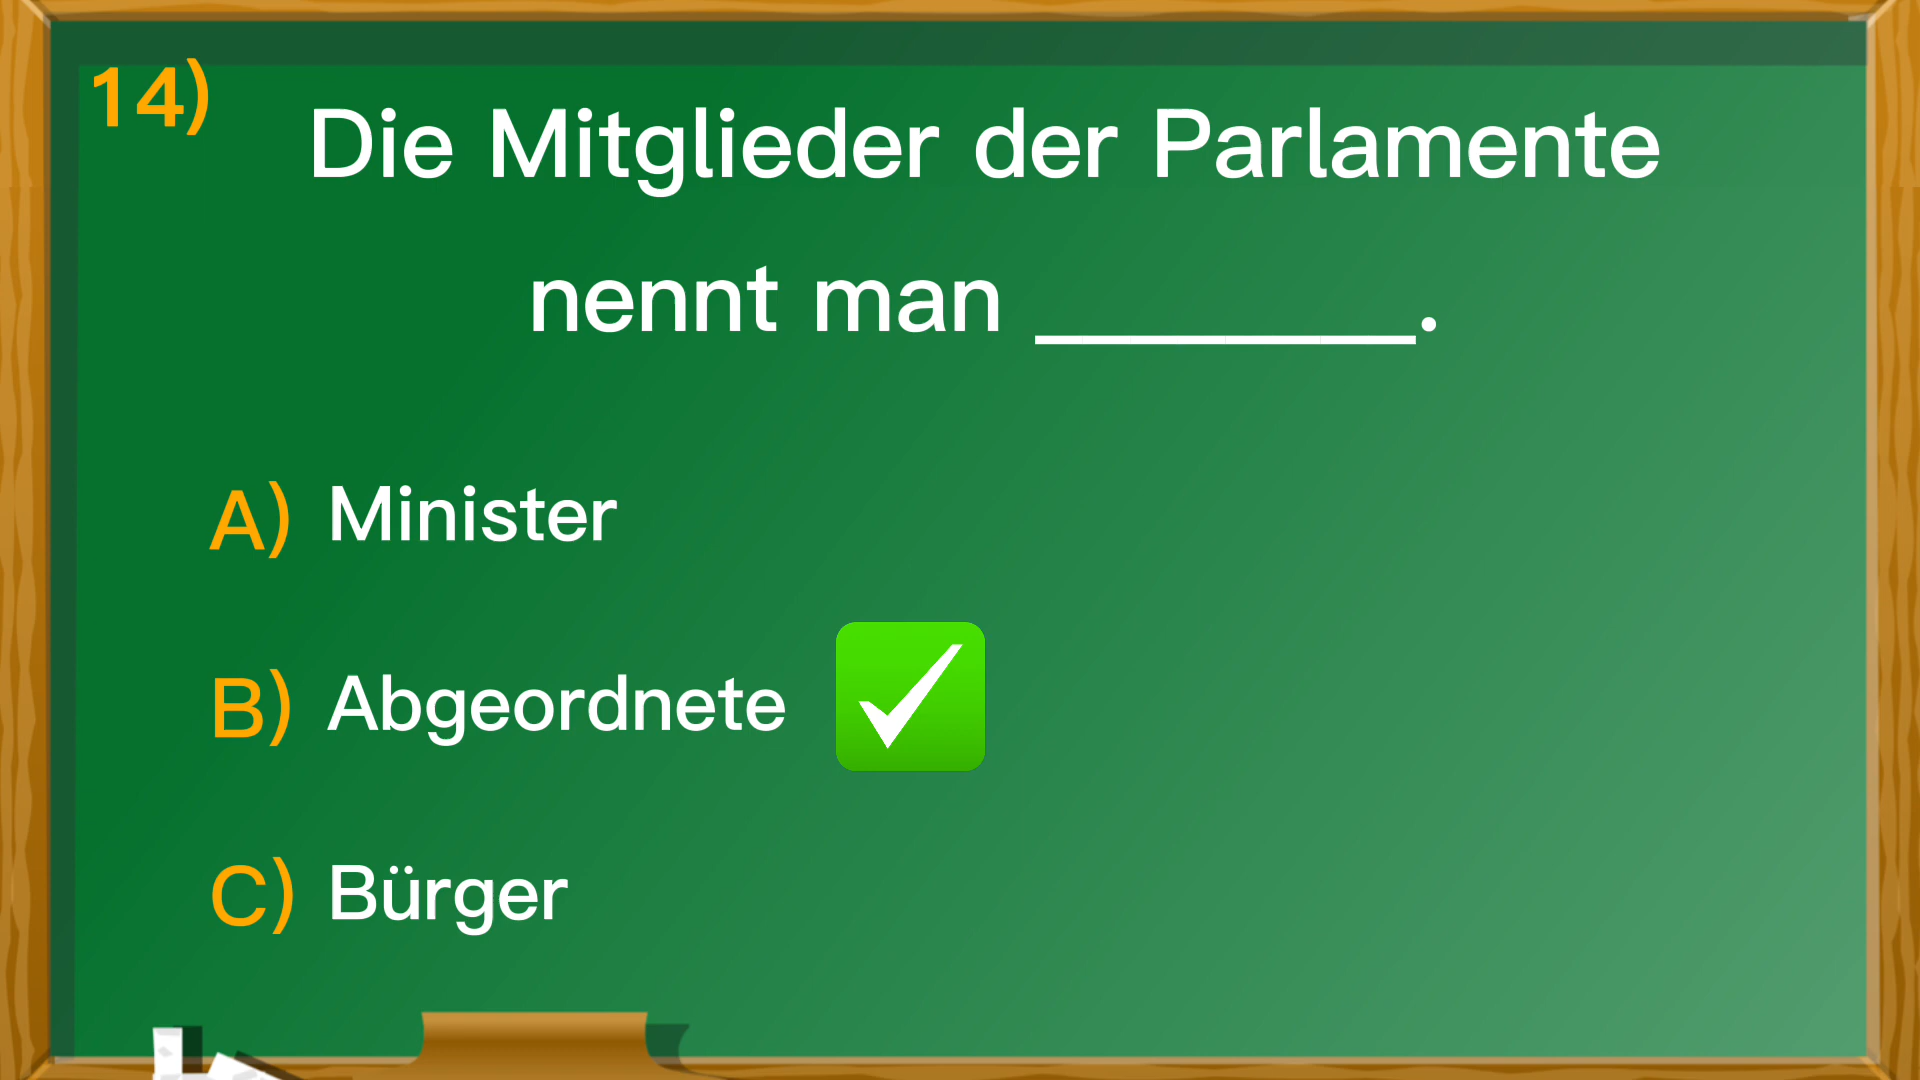 14)
Die Mitglieder der Parlamente
nennt man ________.
A) Minister
B) Abgeordnete
C) Bürger